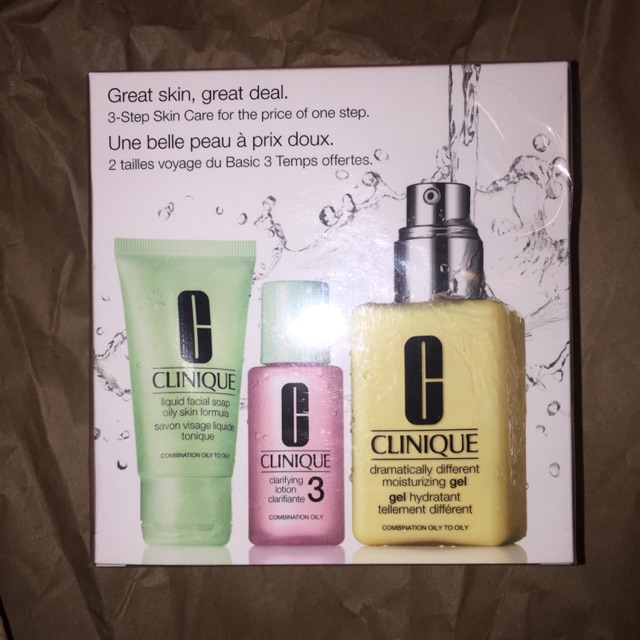 Great skin, great deal.
3-Step Skin Care for the price of one step.
Une belle peau à prix doux.
2 tailles voyage du Basic 3 Temps offertes.
C
CLINIQUE
liquid facial soap
oily skin formula
savon visage liquide
tonique
COMBINATION OILY TO OILY
C
CLINIQUE
clarifying
lotion 3
clarifiante
COMBINATION OILY
C
CLINIQUE
dramatically different
moisturizing gel
gel hydratant
tellement différent
COMBINATION OILY TO OILY